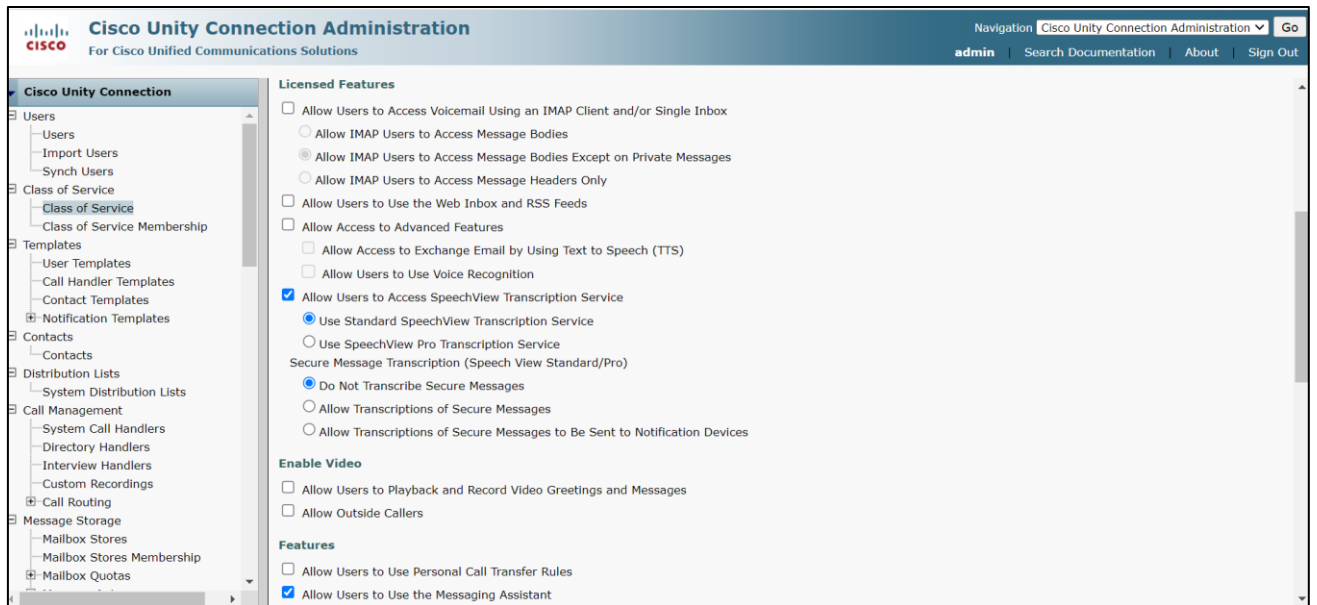 Cisco Unity Connection Administration
For Cisco Unified Communications Solutions
CISCO
Navigation Cisco Unity Connection Administration Go
admin | Search Documentation | About | Sign Out
Cisco Unity Connection
Users
Users
Import Users
Synch Users
Class of Service
Class of Service
Class of Service Membership
Templates
User Templates
Call Handler Templates
Contact Templates
Notification Templates
Contacts
Contacts
Distribution Lists
System Distribution Lists
Call Management
System Call Handlers
Directory Handlers
Interview Handlers
Custom Recordings
Call Routing
Message Storage
Mailbox Stores
Mailbox Stores Membership
Mailbox Quotas
Licensed Features
Allow Users to Access Voicemail Using an IMAP Client and/or Single Inbox
Allow IMAP Users to Access Message Bodies
Allow IMAP Users to Access Message Bodies Except on Private Messages
Allow IMAP Users to Access Message Headers Only
Allow Users to Use the Web Inbox and RSS Feeds
Allow Access to Advanced Features
Allow Access to Exchange Email by Using Text to Speech (TTS)
Allow Users to Use Voice Recognition
Allow Users to Access SpeechView Transcription Service
Use Standard SpeechView Transcription Service
Use SpeechView Pro Transcription Service
Secure Message Transcription (Speech View Standard/Pro)
Do Not Transcribe Secure Messages
Allow Transcriptions of Secure Messages
Allow Transcriptions of Secure Messages to Be Sent to Notification Devices
Enable Video
Allow Users to Playback and Record Video Greetings and Messages
Allow Outside Callers
Features
Allow Users to Use Personal Call Transfer Rules
Allow Users to Use the Messaging Assistant